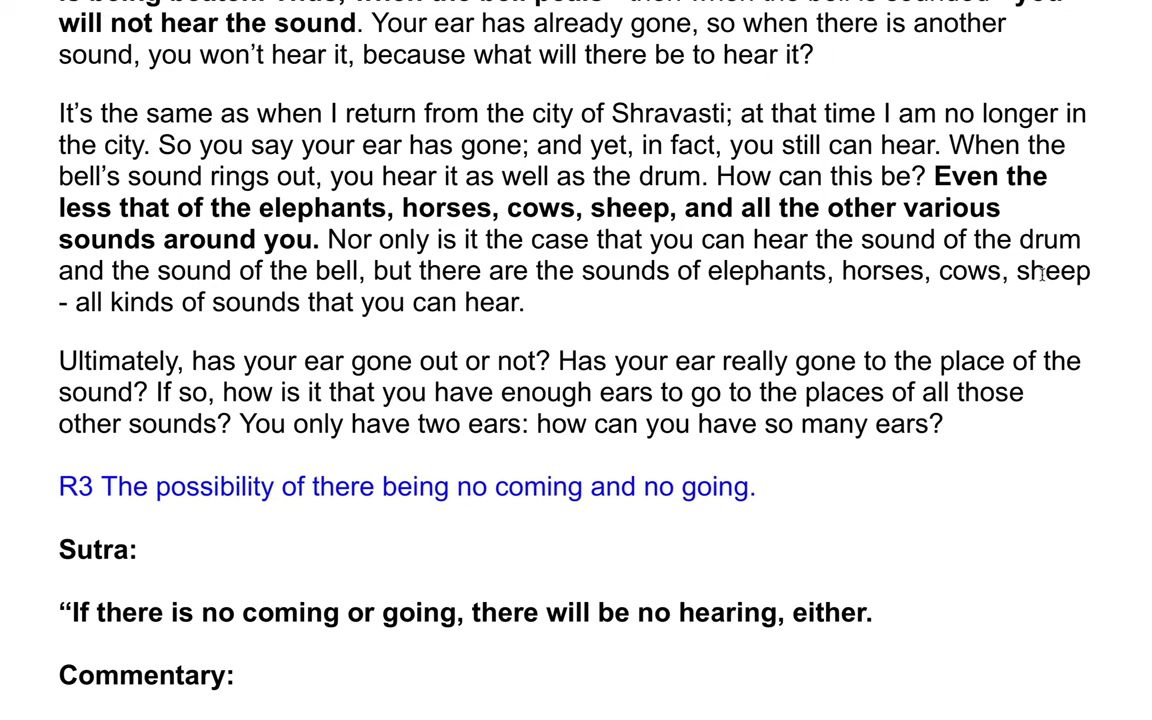 will not hear the sound. Your ear has already gone, so when there is another
sound, you won’t hear it, because what will there be to hear it?
It’s the same as when I return from the city of Shravasti; at that time I am no longer in
the city. So you say your ear has gone; and yet, in fact, you still can hear. When the
bell’s sound rings out, you hear it as well as the drum. How can this be? Even the
less that of the elephants, horses, cows, sheep, and all the other various
sounds around you. Nor only is it the case that you can hear the sound of the drum
and the sound of the bell, but there are the sounds of elephants, horses, cows, sheep
- all kinds of sounds that you can hear.
Ultimately, has your ear gone out or not? Has your ear really gone to the place of the
sound? If so, how is it that you have enough ears to go to the places of all those
other sounds? You only have two ears: how can you have so many ears?
R3 The possibility of there being no coming and no going.
Sutra:
“If there is no coming or going, there will be no hearing, either.
Commentary: